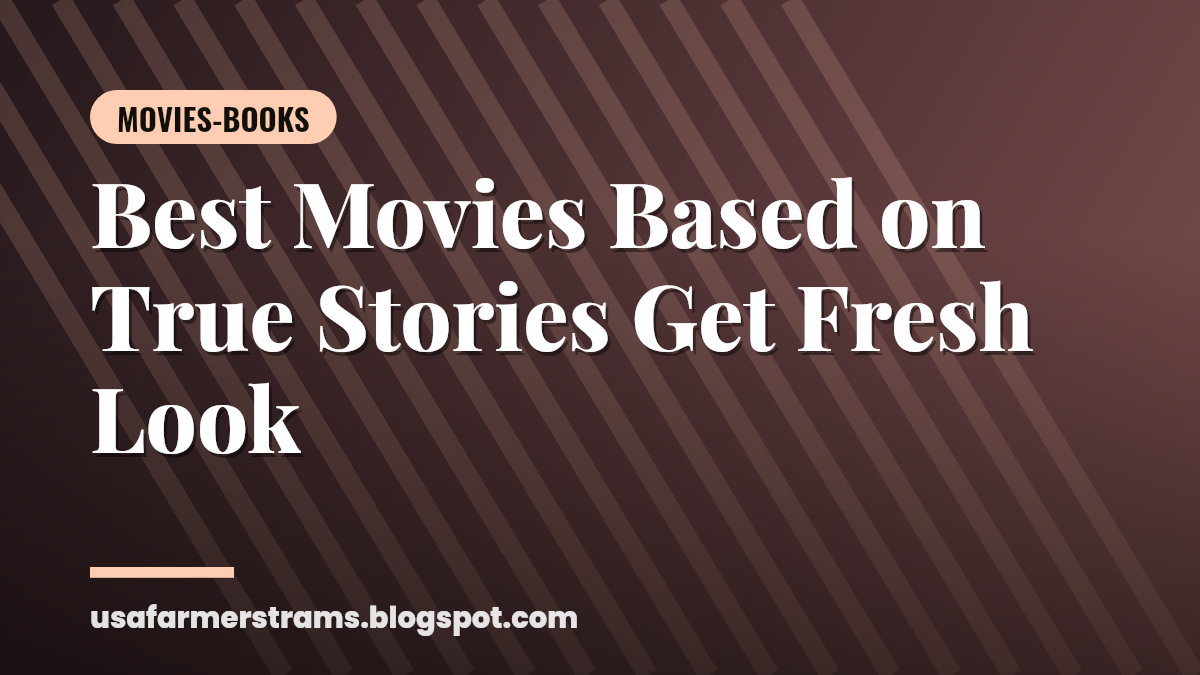 MOVIES-BOOKS
Best Movies Based on
True Stories Get Fresh
Look
usafarmerstrams.blogspot.com